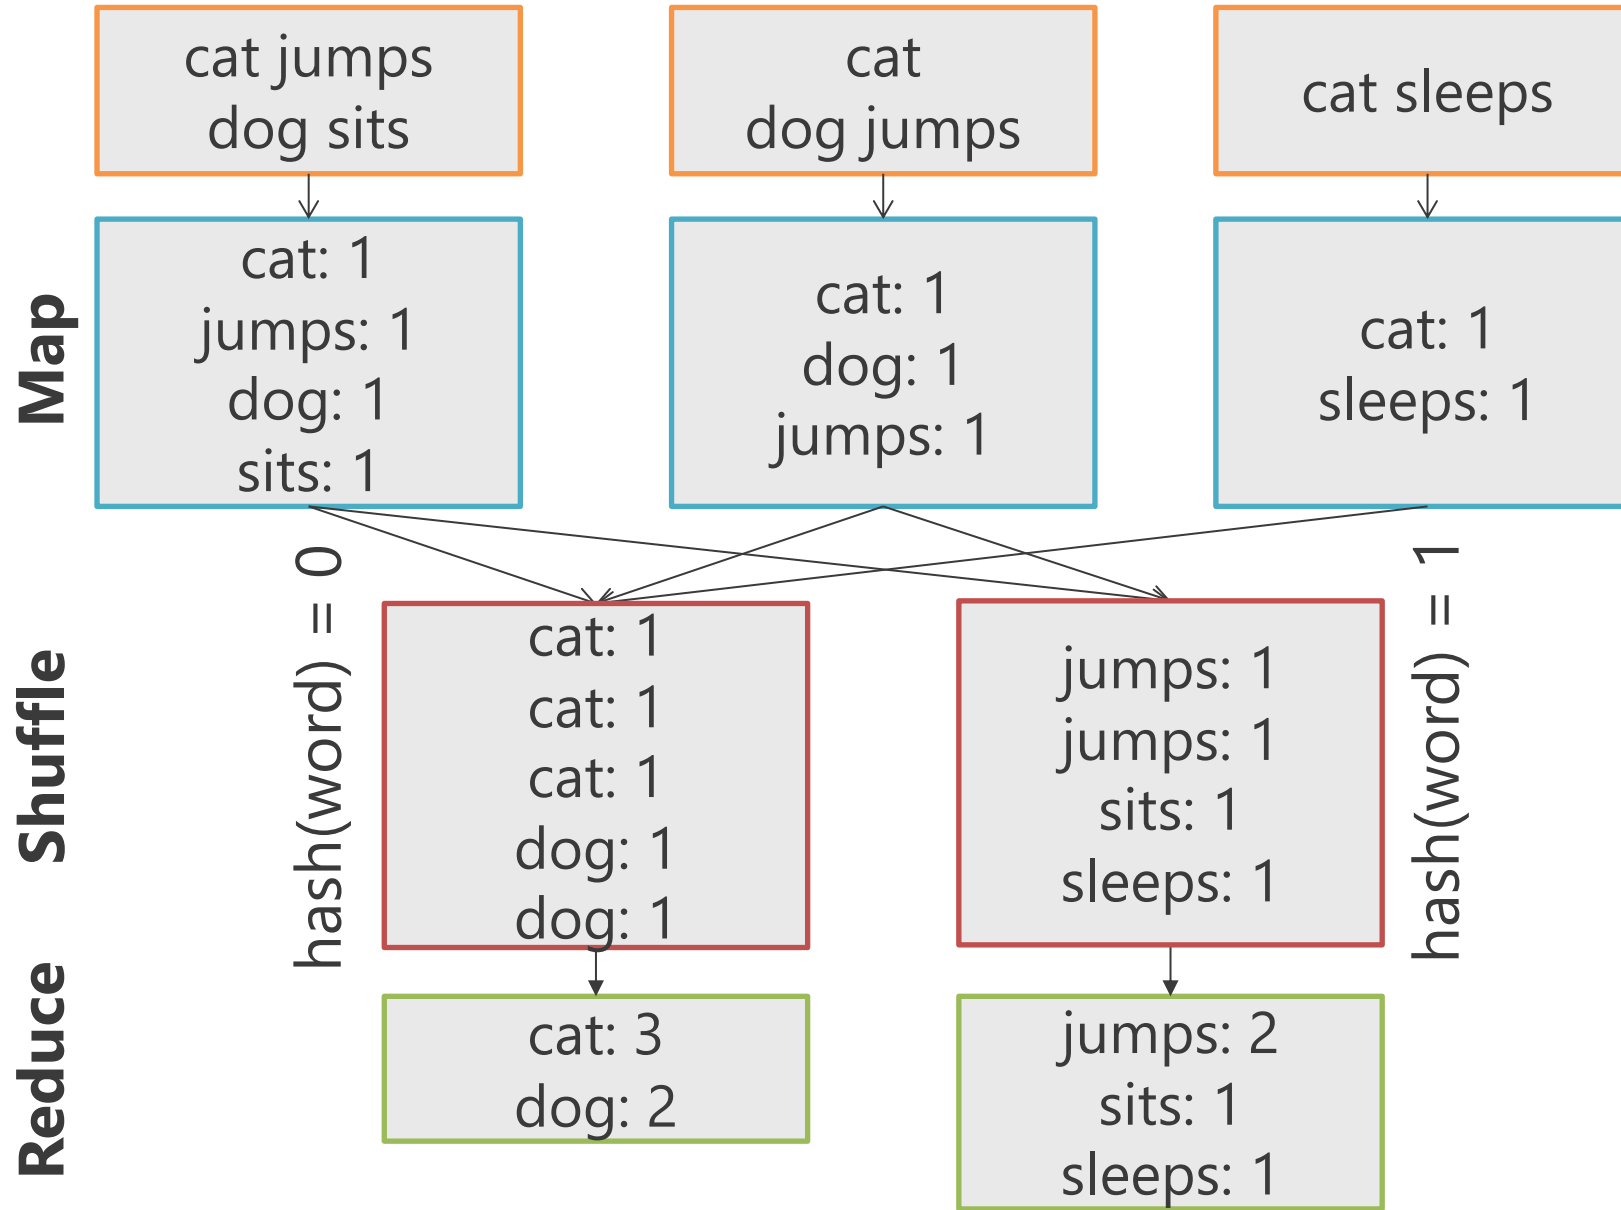 cat jumps
dog sits
cat
dog jumps
cat sleeps
Map
cat: 1
jumps: 1
dog: 1
sits: 1
cat: 1
dog: 1
jumps: 1
cat: 1
sleeps: 1
Shuffle
hash(word) = 0
cat: 1
cat: 1
cat: 1
dog: 1
dog: 1
jumps: 1
jumps: 1
sits: 1
sleeps: 1
hash(word) = 1
Reduce
cat: 3
dog: 2
jumps: 2
sits: 1
sleeps: 1